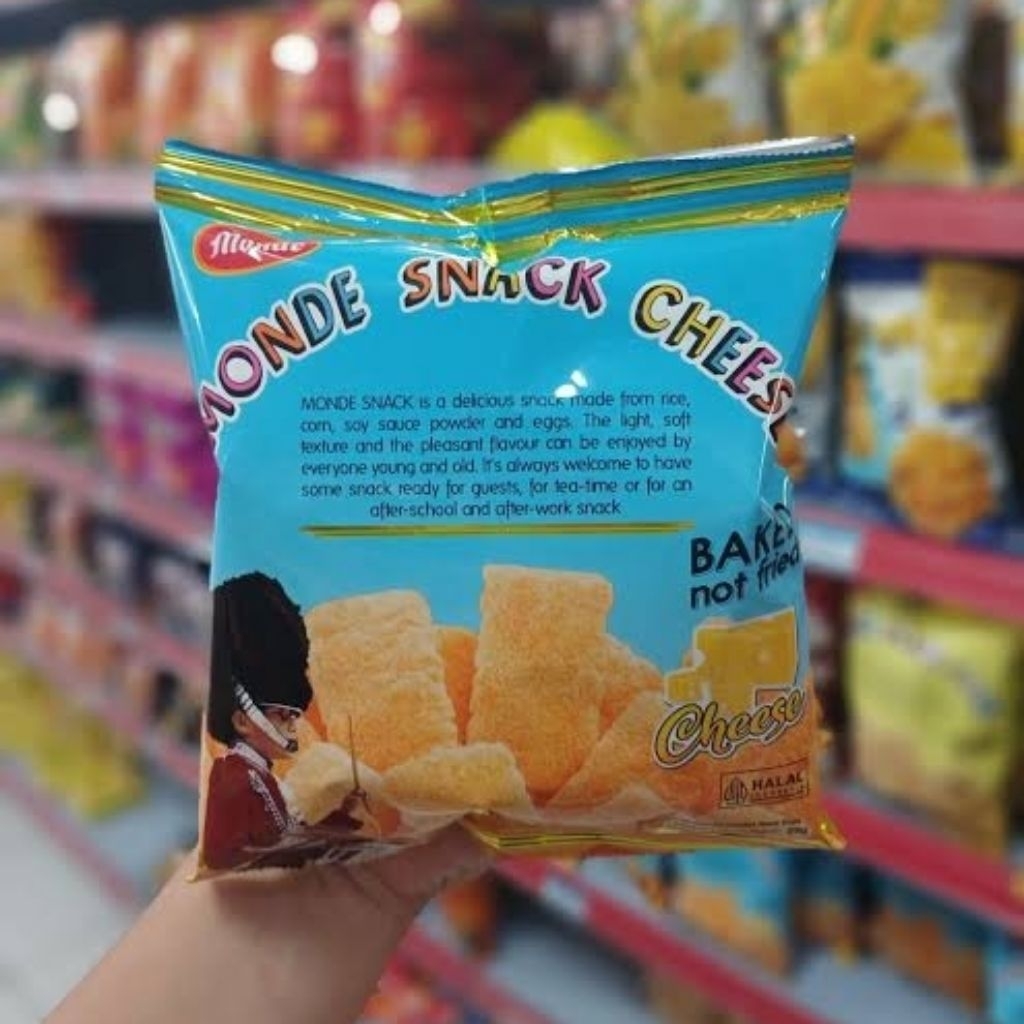 Monde
MONDE SNACK CHEES
MONDE SNACK is a delicious snack made from rice,
corn, soy sauce powder and eggs. The light, soft
texture and the pleasant flavour can be enjoyed by
everyone young and old. It's always welcome to have
some snack ready for guests, for tea-time or for an
after-school and after-work snack
BAKED
not fried
Cheese
HALAL